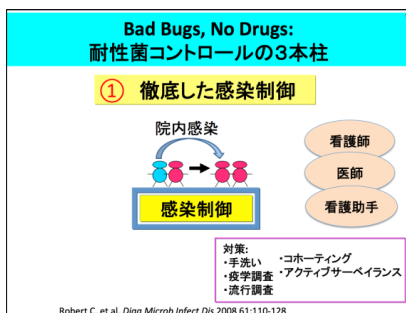 Bad Bugs, No Drugs:
耐性菌コントロールの３本柱
① 徹底した感染制御
院内感染
感染制御
看護師
医師
看護助手
対策:
・手洗い
・疫学調査
・流行調査
・コホーティング
・アクティブサーベイランス
Robert C, et al. Diag Microb Infect Dis 2008 61:110-128